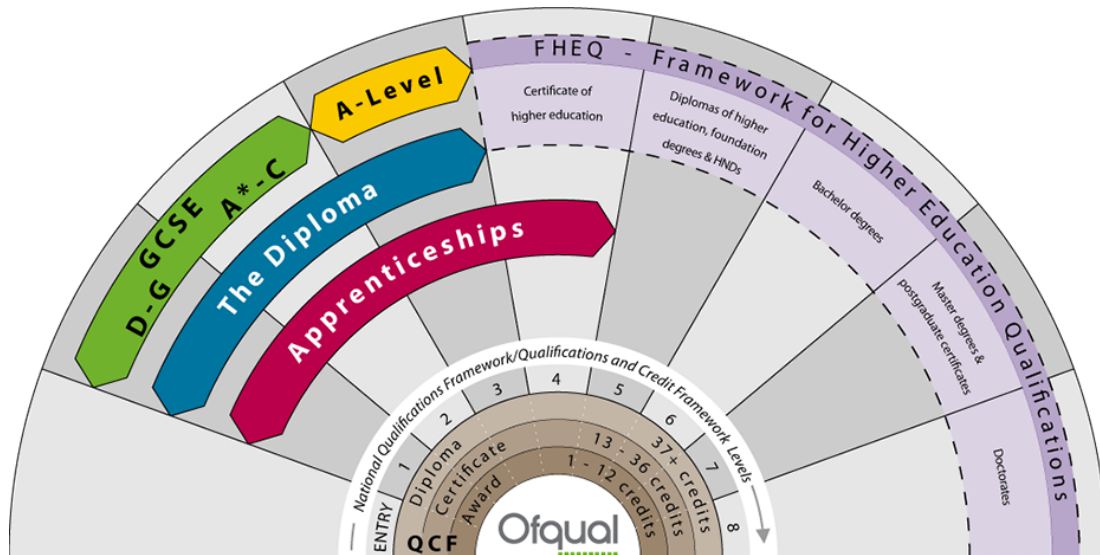 FHEQ - Framework for Higher Education Qualifications
A-Level
GCSE
D-G A*-C
The Diploma
Apprenticeships
Certificate of
higher education
Diplomas of higher
education, foundation
degrees & HNDs
Bachelor degrees
Master degrees &
postgraduate certificates
Doctorates
National Qualifications Framework/Qualifications and Credit Framework Levels
ENTRY
1
2
3
4
5
6
7
8
Diploma
37+ credits
Certificate
13 - 36 credits
Award
1 - 12 credits
QCF
Ofqual